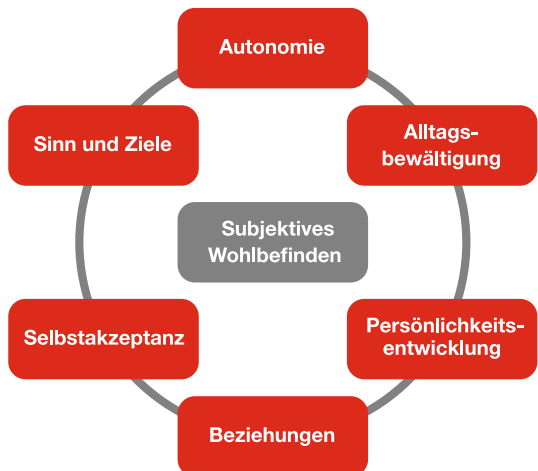 Autonomie
Sinn und Ziele
Alltags-
bewältigung
Subjektives
Wohlbefinden
Selbstakzeptanz
Persönlichkeits-
entwicklung
Beziehungen